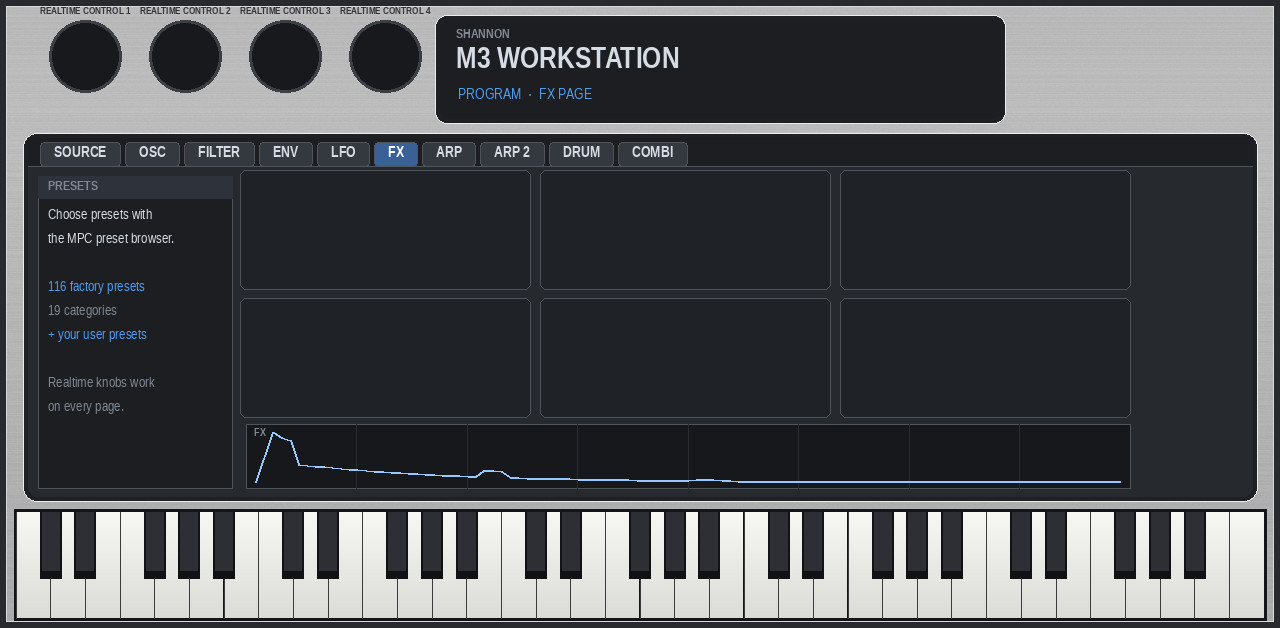 REALTIME CONTROL 1 REALTIME CONTROL 2 REALTIME CONTROL 3 REALTIME CONTROL 4
SHANNON
M3 WORKSTATION
PROGRAM · FX PAGE
SOURCE OSC FILTER ENV LFO FX ARP ARP 2 DRUM COMBI
PRESETS
Choose presets with
the MPC preset browser.
116 factory presets
19 categories
+ your user presets
Realtime knobs work
on every page.
FX